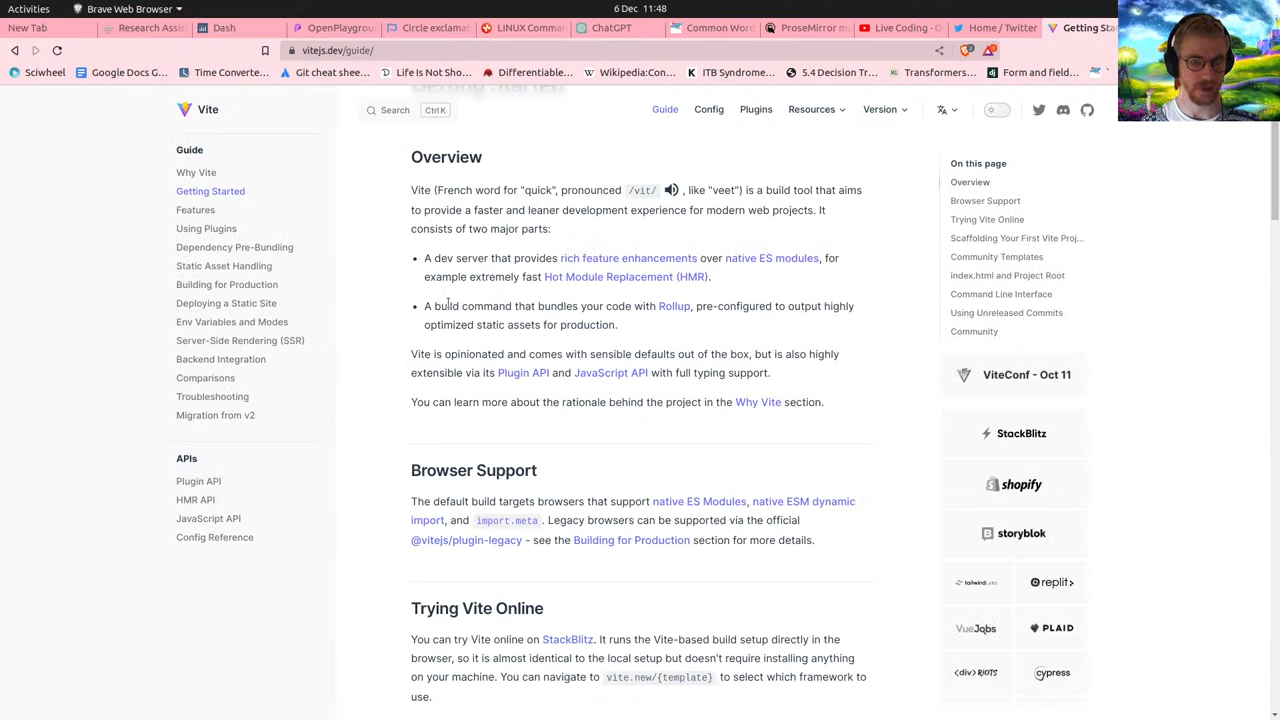 Activities
Brave Web Browser
6 Dec 11:48
New Tab
Research Assis
Dash
OpenPlaygroun
Circle exclamat
LINUX Comman
ChatGPT
Common Word
ProseMirror m
Live Coding - O
Home / Twitter
Getting Sta
vitejs.dev/guide/
Sciwheel
Google Docs G...
Time Converte...
Git cheat shee...
Life Is Not Sho...
Differentiable...
Wikipedia:Con...
ITB Syndrome...
5.4 Decision Tr...
Transformers...
Form and field...
Getting Started
Vite
Search
Ctrl K
Guide
Config
Plugins
Resources
Version
Guide
Why Vite
Getting Started
Features
Using Plugins
Dependency Pre-Bundling
Static Asset Handling
Building for Production
Deploying a Static Site
Env Variables and Modes
Server-Side Rendering (SSR)
Backend Integration
Comparisons
Troubleshooting
Migration from v2
APIs
Plugin API
HMR API
JavaScript API
Config Reference
Overview
Vite (French word for "quick", pronounced /vit/ , like "veet") is a build tool that aims
to provide a faster and leaner development experience for modern web projects. It
consists of two major parts:
• A dev server that provides rich feature enhancements over native ES modules, for
example extremely fast Hot Module Replacement (HMR).
• A build command that bundles your code with Rollup, pre-configured to output highly
optimized static assets for production.
Vite is opinionated and comes with sensible defaults out of the box, but is also highly
extensible via its Plugin API and JavaScript API with full typing support.
You can learn more about the rationale behind the project in the Why Vite section.
Browser Support
The default build targets browsers that support native ES Modules, native ESM dynamic
import, and import.meta. Legacy browsers can be supported via the official
@vitejs/plugin-legacy - see the Building for Production section for more details.
Trying Vite Online
You can try Vite online on StackBlitz. It runs the Vite-based build setup directly in the
browser, so it is almost identical to the local setup but doesn't require installing anything
on your machine. You can navigate to vite.new/{template} to select which framework to
use.
On this page
Overview
Browser Support
Trying Vite Online
Scaffolding Your First Vite Proj...
Community Templates
index.html and Project Root
Command Line Interface
Using Unreleased Commits
Community
ViteConf - Oct 11
StackBlitz
shopify
storyblok
tailwindLABS
replit
VueJobs
PLAID
<div>RIOTS
cypress